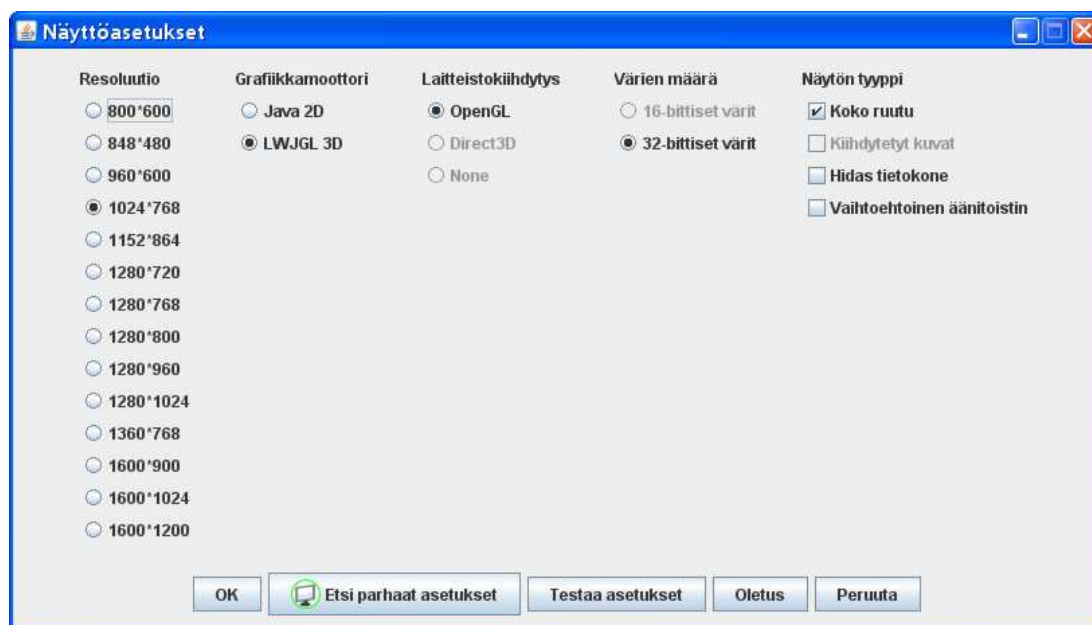 Näyttöasetukset
Resoluutio
800*600
848*480
960*600
1024*768
1152*864
1280*720
1280*768
1280*800
1280*960
1280*1024
1360*768
1600*900
1600*1024
1600*1200
Grafiikkamoottori
Java 2D
LWJGL 3D
Laitteistokiihdytys
OpenGL
Direct3D
None
Värien määrä
16-bittiset värit
32-bittiset värit
Näytön tyyppi
Koko ruutu
Kiihdytetyt kuvat
Hidas tietokone
Vaihtoehtoinen äänitoistin
OK
Etsi parhaat asetukset
Testaa asetukset
Oletus
Peruuta